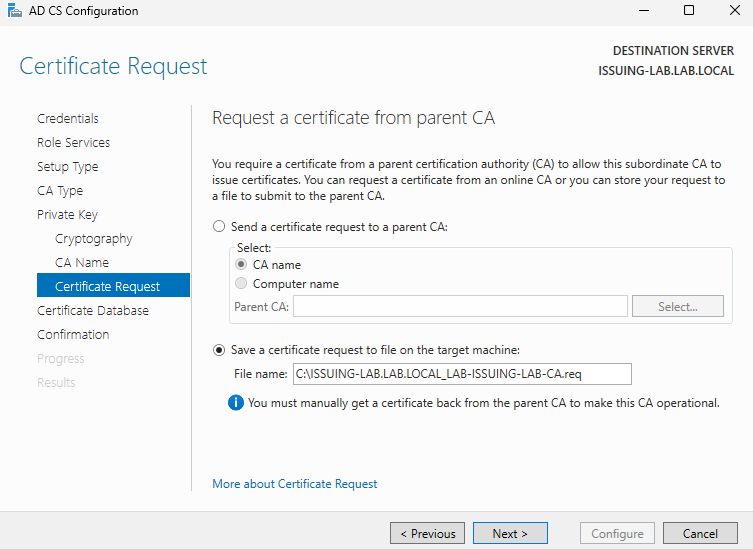 AD CS Configuration
Certificate Request
DESTINATION SERVER
ISSUING-LAB.LAB.LOCAL
Credentials
Role Services
Setup Type
CA Type
Private Key
Cryptography
CA Name
Certificate Request
Certificate Database
Confirmation
Progress
Results
Request a certificate from parent CA
You require a certificate from a parent certification authority (CA) to allow this subordinate CA to
issue certificates. You can request a certificate from an online CA or you can store your request to
a file to submit to the parent CA.
Send a certificate request to a parent CA:
Select:
CA name
Computer name
Parent CA:
Select...
Save a certificate request to file on the target machine:
File name: C:\ISSUING-LAB.LAB.LOCAL_LAB-ISSUING-LAB-CA.req
You must manually get a certificate back from the parent CA to make this CA operational.
More about Certificate Request
< Previous Next > Configure Cancel